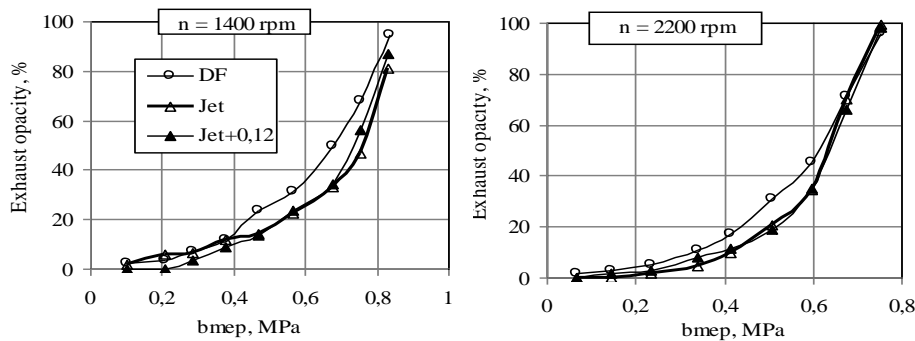 n = 1400 rpm
Exhaust opacity, %
100
80
60
40
20
0
DF
Jet
Jet+0,12
0
0,2
0,4
0,6
0,8
1
bmep, MPa
n = 2200 rpm
Exhaust opacity, %
100
80
60
40
20
0
0
0,2
0,4
0,6
0,8
bmep, MPa